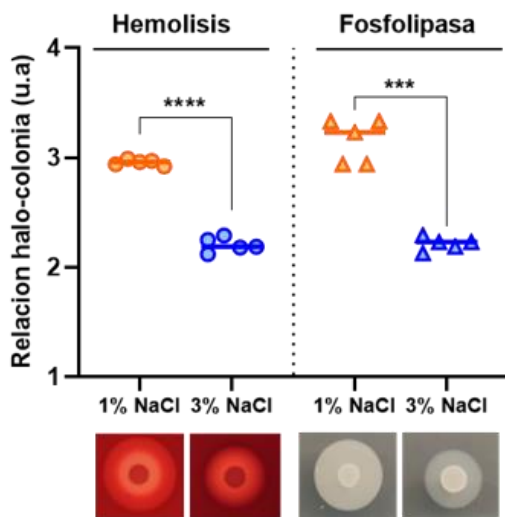 Hemolisis
Fosfolipasa
Relacion halo-colonia (u.a)
4
3
2
1
****
***
1% NaCl
3% NaCl
1% NaCl
3% NaCl